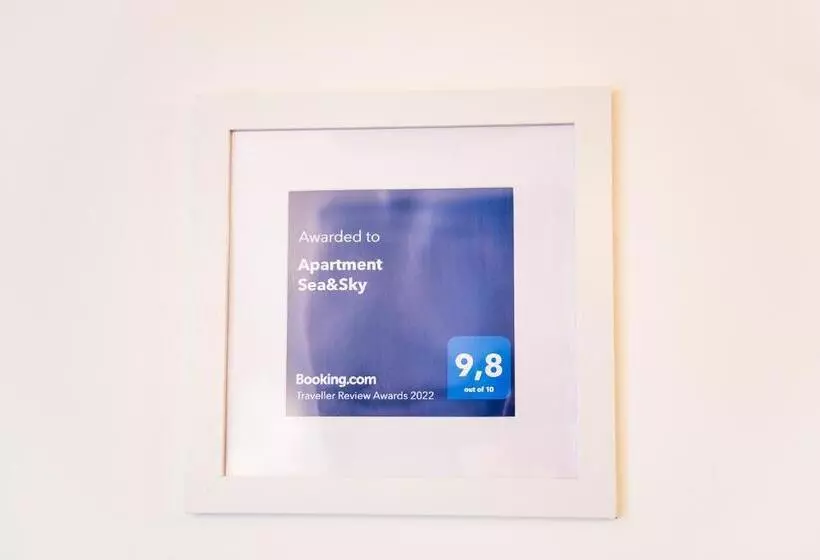 Awarded to
Apartment
Sea&Sky
9,8
out of 10
Booking.com
Traveller Review Awards 2022